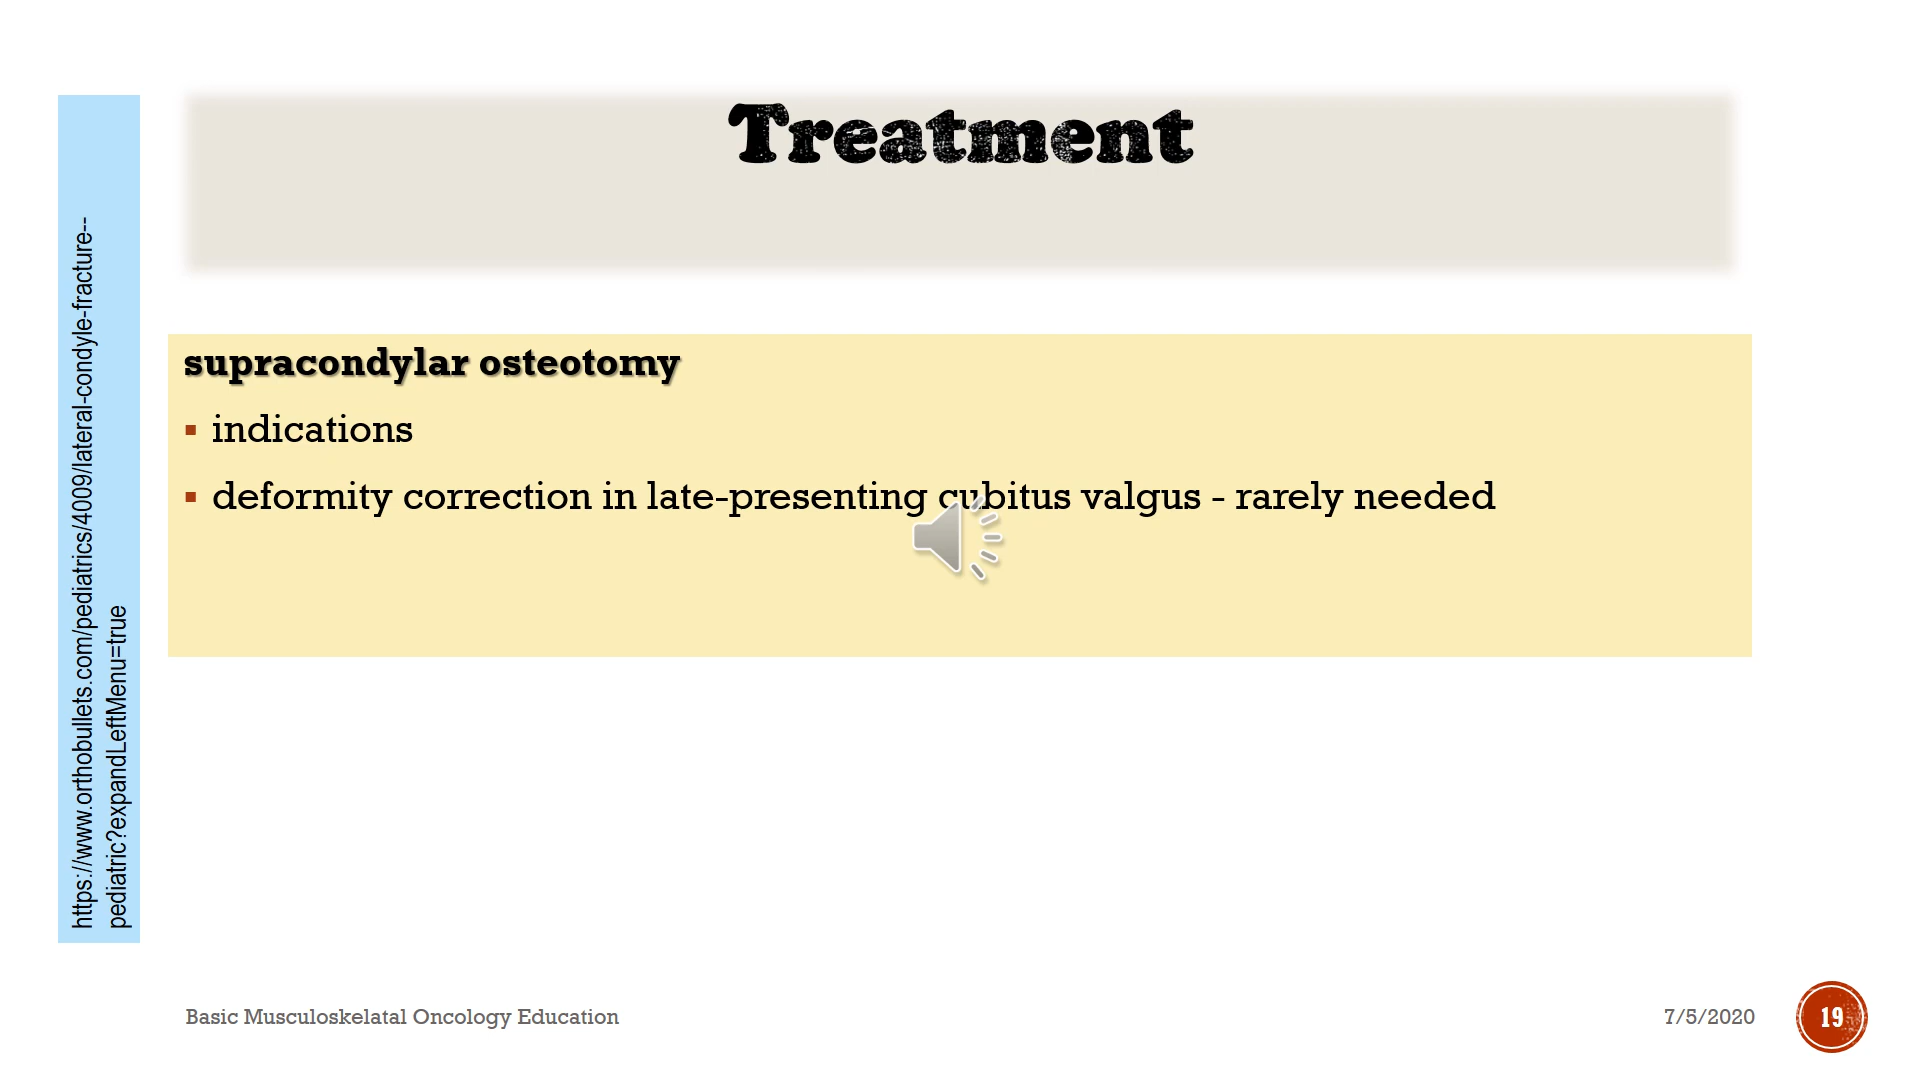 Treatment
https://www.orthobullets.com/pediatrics/4009/lateral-condyle-fracture--
pediatric?expandLeftMenu=true
supracondylar osteotomy
▪ indications
▪ deformity correction in late-presenting cubitus valgus - rarely needed
Basic Musculoskelatal Oncology Education
7/5/2020
19